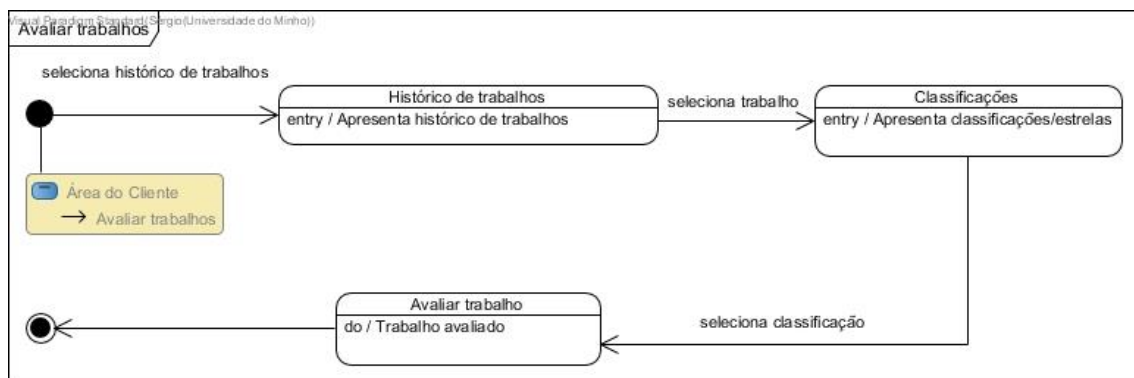 Visual Paradigm Standard(Sérgio(Universidade do Minho))
Avaliar trabalhos
seleciona histórico de trabalhos
Histórico de trabalhos
entry / Apresenta histórico de trabalhos
seleciona trabalho
Classificações
entry / Apresenta classificações/estrelas
Área do Cliente
Avaliar trabalhos
Avaliar trabalho
do / Trabalho avaliado
seleciona classificação